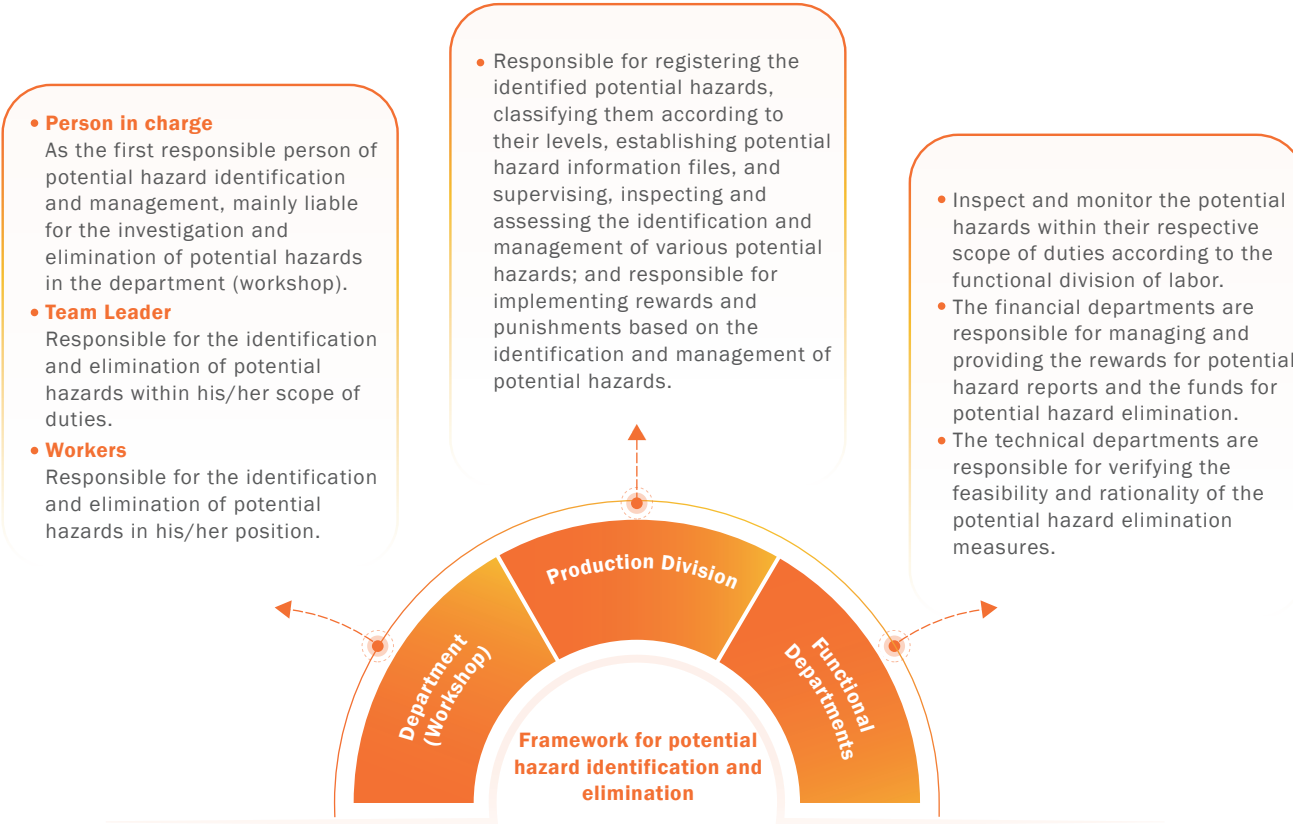 • Person in charge
As the first responsible person of
potential hazard identification
and management, mainly liable
for the investigation and
elimination of potential hazards
in the department (workshop).
• Team Leader
Responsible for the identification
and elimination of potential
hazards within his/her scope of
duties.
• Workers
Responsible for the identification
and elimination of potential
hazards in his/her position.
• Responsible for registering the
identified potential hazards,
classifying them according to
their levels, establishing potential
hazard information files, and
supervising, inspecting and
assessing the identification and
management of various potential
hazards; and responsible for
implementing rewards and
punishments based on the
identification and management of
potential hazards.
• Inspect and monitor the potential
hazards within their respective
scope of duties according to the
functional division of labor.
• The financial departments are
responsible for managing and
providing the rewards for potential
hazard reports and the funds for
potential hazard elimination.
• The technical departments are
responsible for verifying the
feasibility and rationality of the
potential hazard elimination
measures.
Department
(Workshop)
Production Division
Functional
Departments
Framework for potential
hazard identification and
elimination